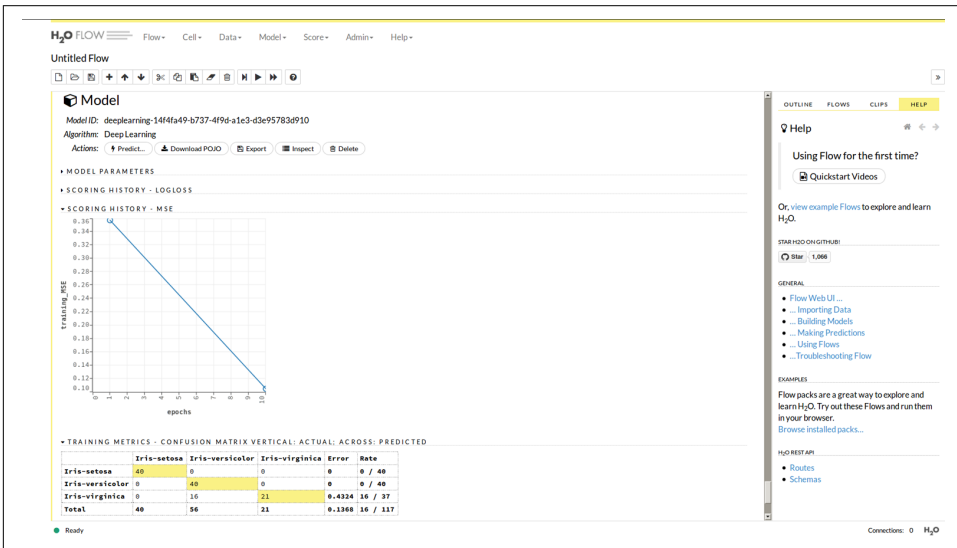 H2O FLOW Flow Cell Data Model Score Admin Help
Untitled Flow
Model
Model ID: deeplearning-14f4fa49-b737-4f9d-a1e3-d3e95783d910
Algorithm: Deep Learning
Actions: Predict... Download POJO Export Inspect Delete
MODEL PARAMETERS
SCORING HISTORY - LOGLOSS
SCORING HISTORY - MSE
training_MSE
0.36
0.34
0.32
0.30
0.28
0.26
0.24
0.22
0.20
0.18
0.16
0.14
0.12
0.10
0 1 2 3 4 5 6 7 8 9 10
epochs
TRAINING METRICS - CONFUSION MATRIX VERTICAL: ACTUAL; ACROSS: PREDICTED
Iris-setosa Iris-versicolor Iris-virginica Error Rate
Iris-setosa 40 0 0 0 0 / 40
Iris-versicolor 0 40 0 0 0 / 40
Iris-virginica 0 16 21 0.4324 16 / 37
Total 40 56 21 0.1368 16 / 117
Ready
OUTLINE FLOWS CLIPS HELP
Help
Using Flow for the first time?
Quickstart Videos
Or, view example Flows to explore and learn
H2O.
STAR H2O ON GITHUB!
Star 1,066
GENERAL
Flow Web UI ...
... Importing Data
... Building Models
... Making Predictions
... Using Flows
...Troubleshooting Flow
EXAMPLES
Flow packs are a great way to explore and
learn H2O. Try out these Flows and run them
in your browser.
Browse installed packs...
H2O REST API
Routes
Schemas
Connections: 0 H2O